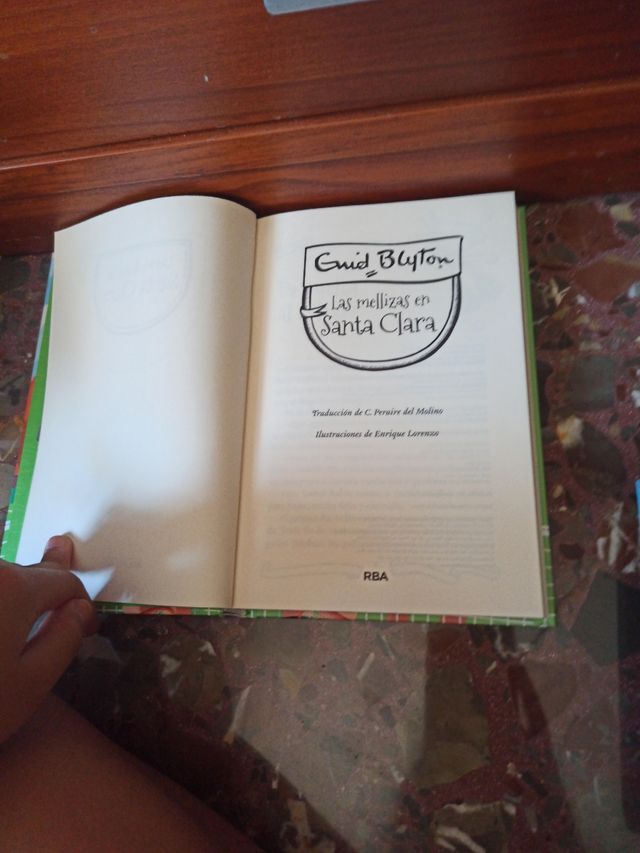 Enid Blyton
Las mellizas en
Santa Clara
Traducción de C. Peraire del Molino
Ilustraciones de Enrique Lorenzo
RBA